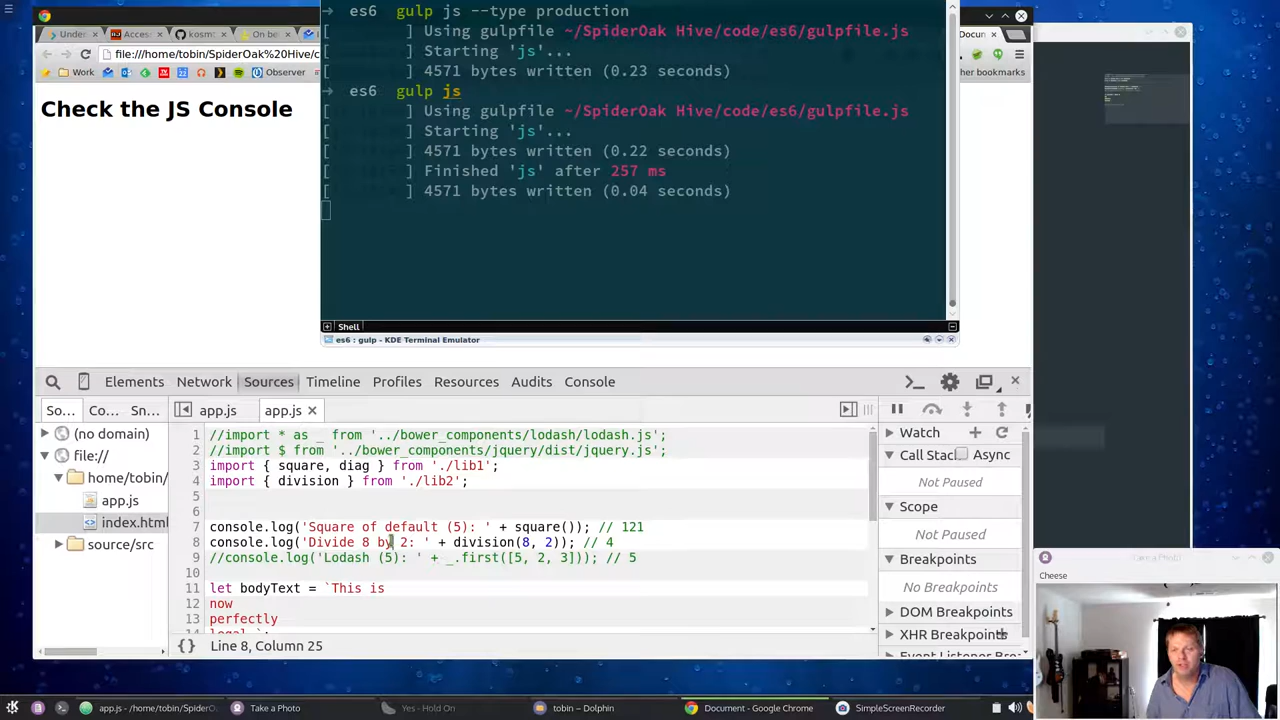 → es6 gulp js --type production
[ ] Using gulpfile ~/SpiderOak Hive/code/es6/gulpfile.js
[ ] Starting 'js'...
[ ] 4571 bytes written (0.23 seconds)
→ es6 gulp js
[ ] Using gulpfile ~/SpiderOak Hive/code/es6/gulpfile.js
[ ] Starting 'js'...
[ ] 4571 bytes written (0.22 seconds)
[ ] Finished 'js' after 257 ms
[ ] 4571 bytes written (0.04 seconds)
Shell
es6 : gulp - KDE Terminal Emulator
Under
Acces
kosm
On b
Docun
file:///home/tobin/SpiderOak%20Hive/c
Work
22
Observer
her bookmarks
Check the JS Console
Elements Network Sources Timeline Profiles Resources Audits Console
So... Co... Sn...
app.js
app.js
(no domain)
file://
home/tobin/
app.js
index.html
source/src
1 //import * as _ from '../bower_components/lodash/lodash.js';
2 //import $ from '../bower_components/jquery/dist/jquery.js';
3 import { square, diag } from './lib1';
4 import { division } from './lib2';
5
6
7 console.log('Square of default (5): ' + square()); // 121
8 console.log('Divide 8 by 2: ' + division(8, 2)); // 4
9 //console.log('Lodash (5): ' + _.first([5, 2, 3])); // 5
10
11 let bodyText = `This is
12 now
13 perfectly
14 legal `;
{} Line 8, Column 25
Watch
Call Stack
Async
Not Paused
Scope
Not Paused
Breakpoints
No Breakpoints
DOM Breakpoints
XHR Breakpoints
Event Listener Bre
Cheese
app.js - /home/tobin/SpiderO
Take a Photo
Yes - Hold On
tobin – Dolphin
Document - Google Chrome
SimpleScreenRecorder